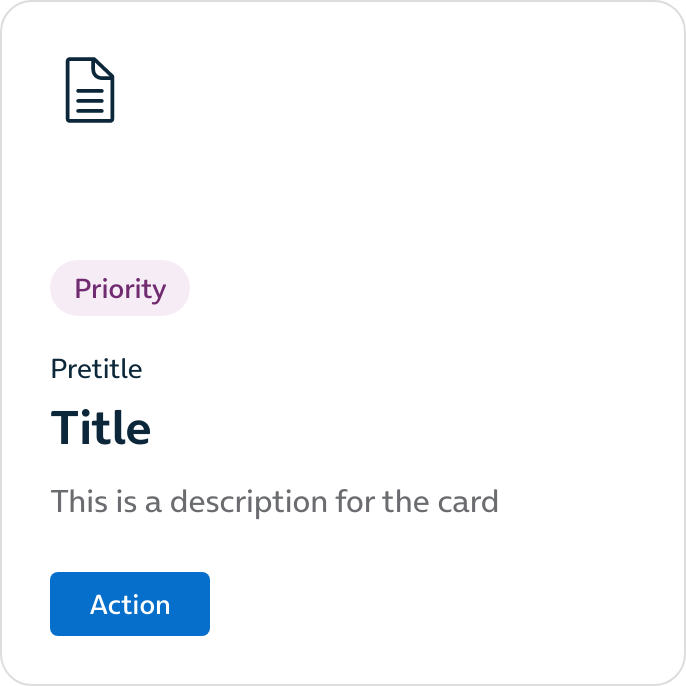 Priority
Pretitle
Title
This is a description for the card
Action